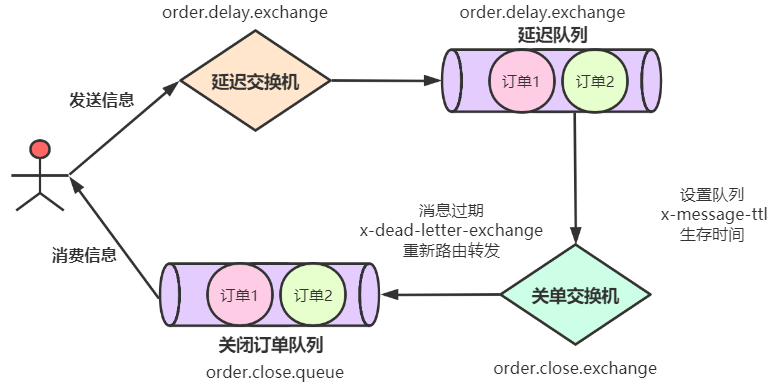 order.delay.exchange
延迟交换机
order.delay.exchange
延迟队列
订单1
订单2
发送信息
设置队列
x-message-ttl
生存时间
消息过期
x-dead-letter-exchange
重新路由转发
消费信息
关单交换机
order.close.exchange
订单1
订单2
关闭订单队列
order.close.queue